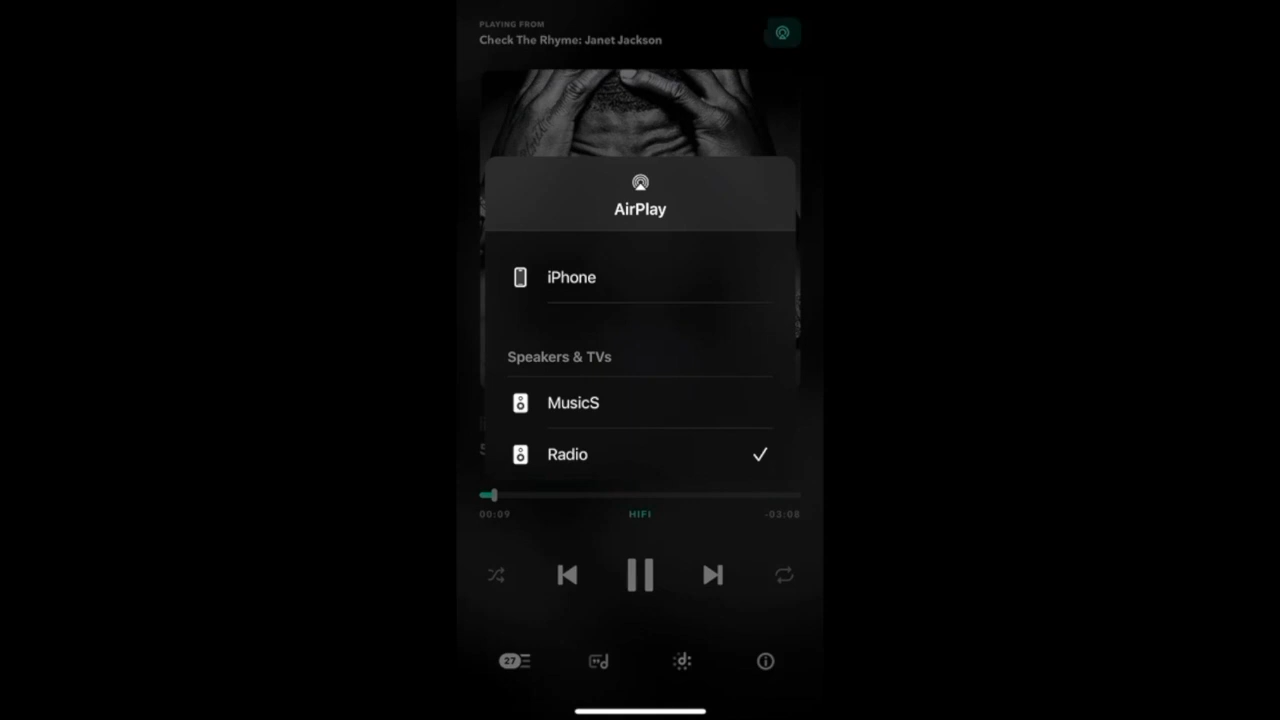 PLAYING FROM
Check The Rhyme: Janet Jackson
AirPlay
iPhone
Speakers & TVs
MusicS
Radio
00:09
HIFI
-03:08
27